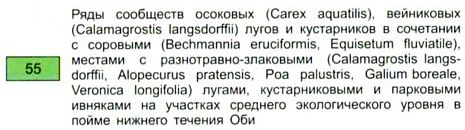 Ряды сообществ осоковых (Carex aquatilis), вейниковых
(Calamagrostis langsdorffii) лугов и кустарников в сочетании
с соровыми (Bechmannia eruciformis, Equisetum fluviatile),
местами с разнотравно-злаковыми (Calamagrostis langs-
55
dorffii, Alopecurus pratensis, Poa palustris, Galium boreale,
Veronica longifolia) лугами, кустарниковыми и парковыми
ивняками на участках среднего экологического уровня в
пойме нижнего течения Оби